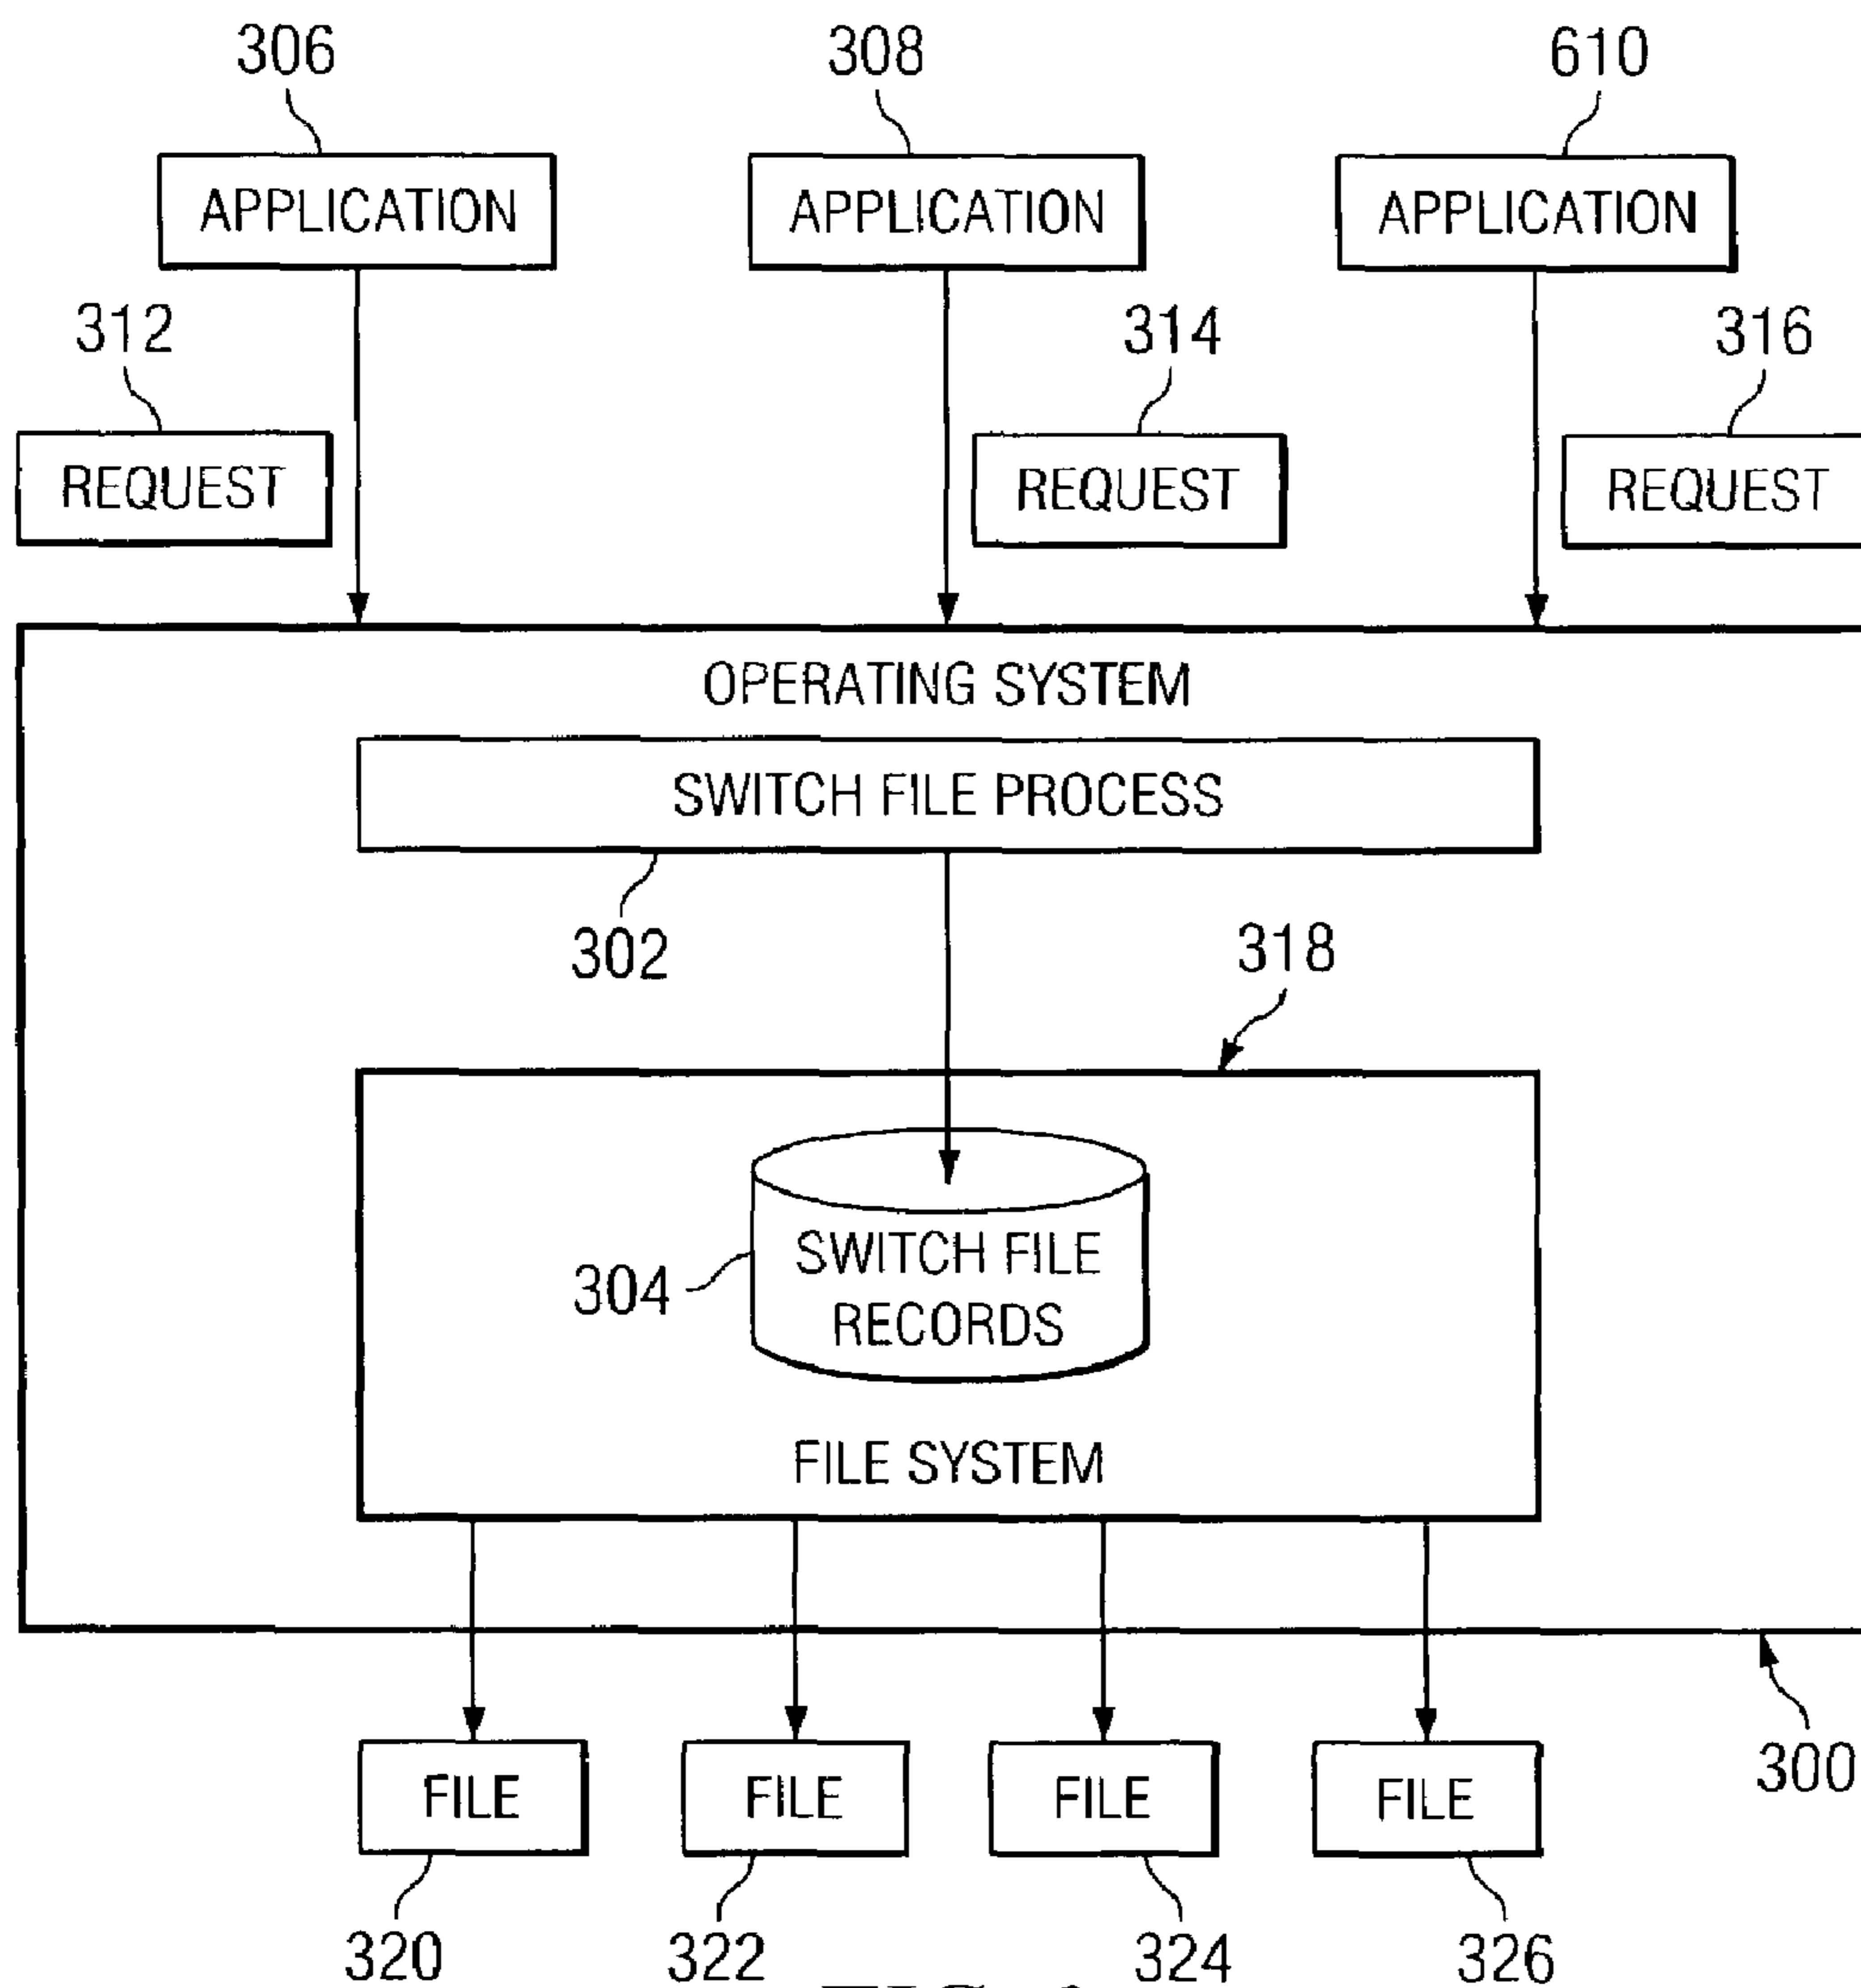 306
308
610
APPLICATION
APPLICATION
APPLICATION
312
314
316
REQUEST
REQUEST
REQUEST
OPERATING SYSTEM
SWITCH FILE PROCESS
302
318
304
SWITCH FILE
RECORDS
FILE SYSTEM
300
FILE
FILE
FILE
FILE
320
322
324
326